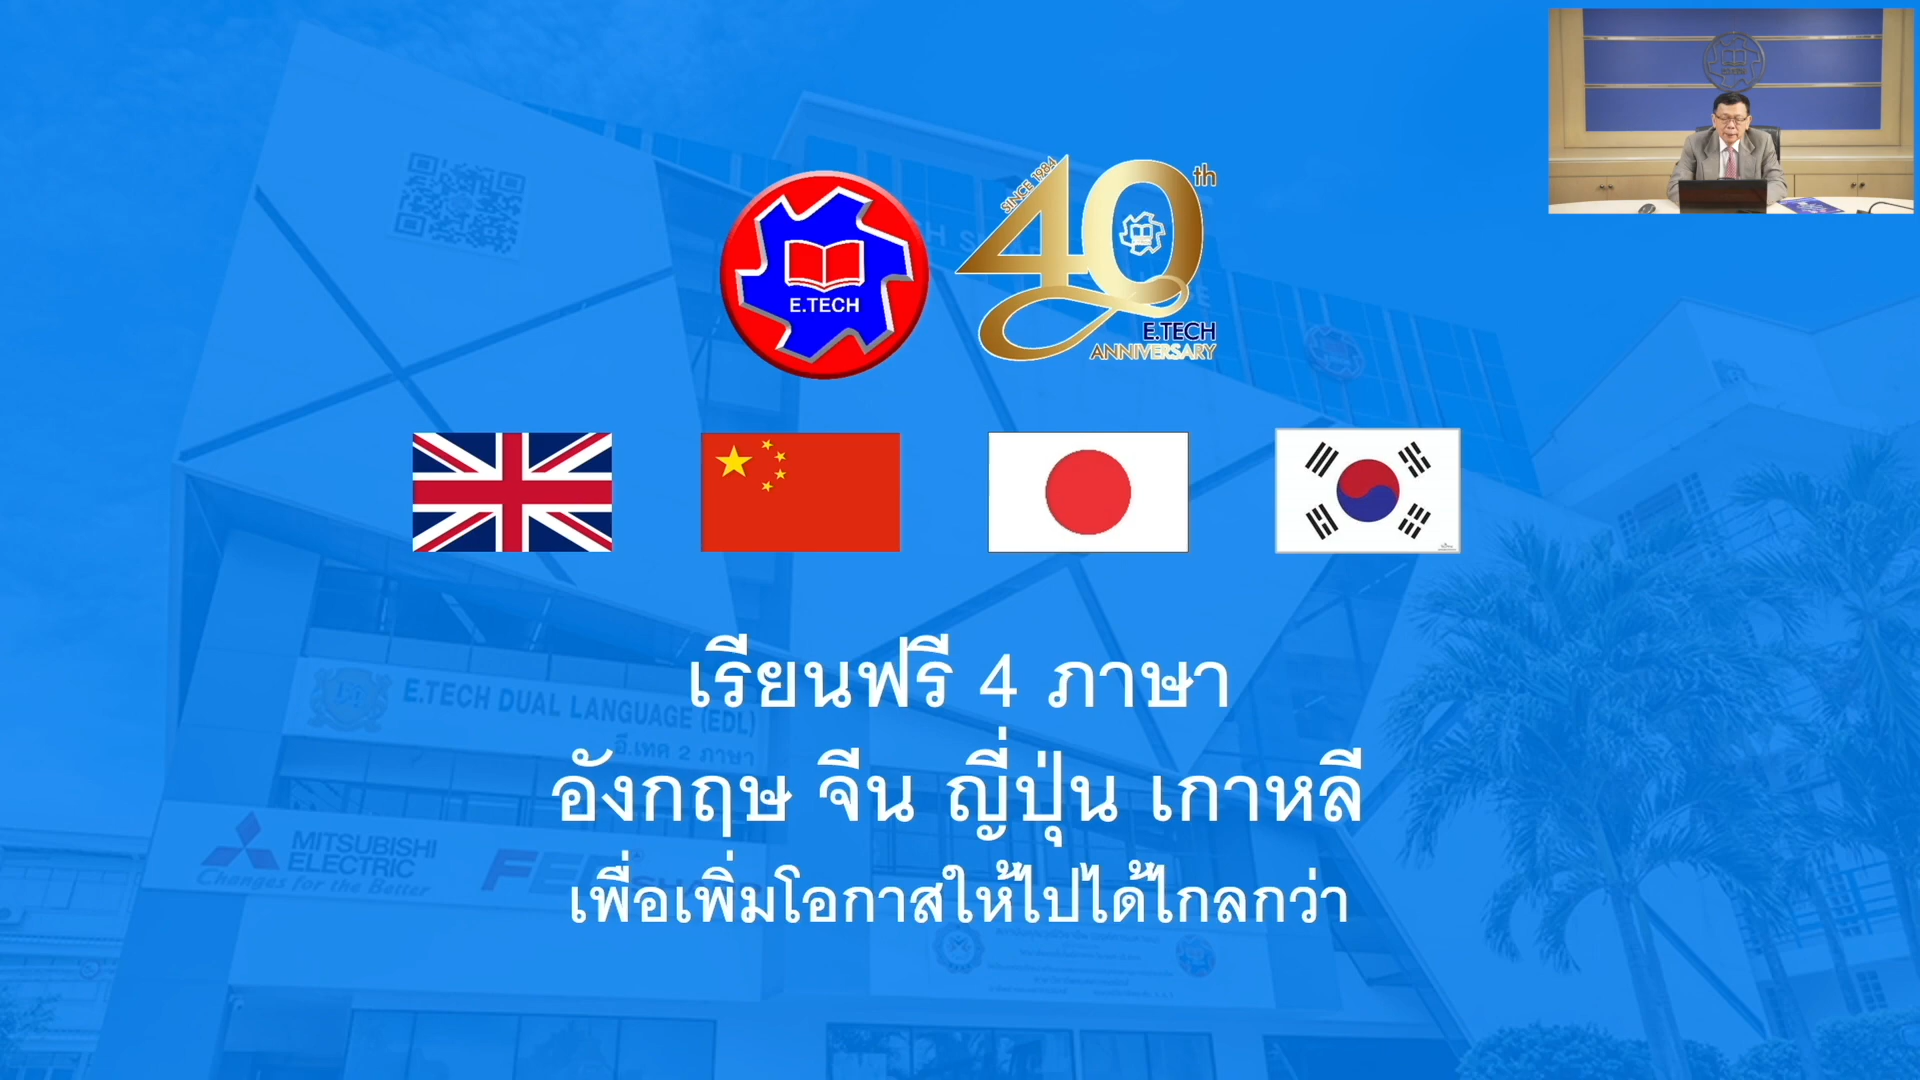 SINCE 1984
40th
E.TECH
E.TECH
ANNIVERSARY
เรียนฟรี 4 ภาษา
E.TECH DUAL LANGUAGE (EDL)
อี.เทค 2 ภาษา
อังกฤษ จีน ญี่ปุ่น เกาหลี
MITSUBISHI
ELECTRIC
Changes for the Better
เพื่อเพิ่มโอกาสให้ไปได้ไกลกว่า